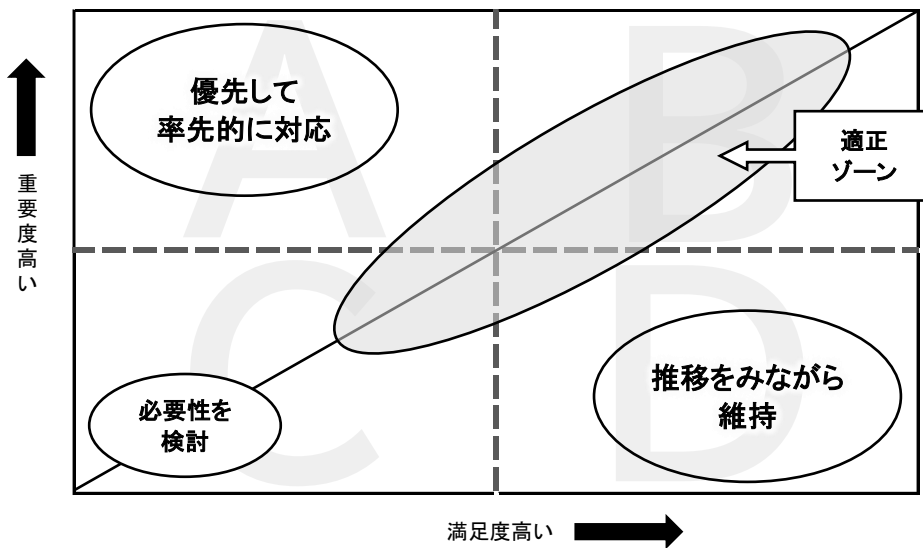 A
B
優先して
率先的に対応
適正
ゾーン
重要度高い
C
D
必要性を
検討
推移をみながら
維持
満足度高い